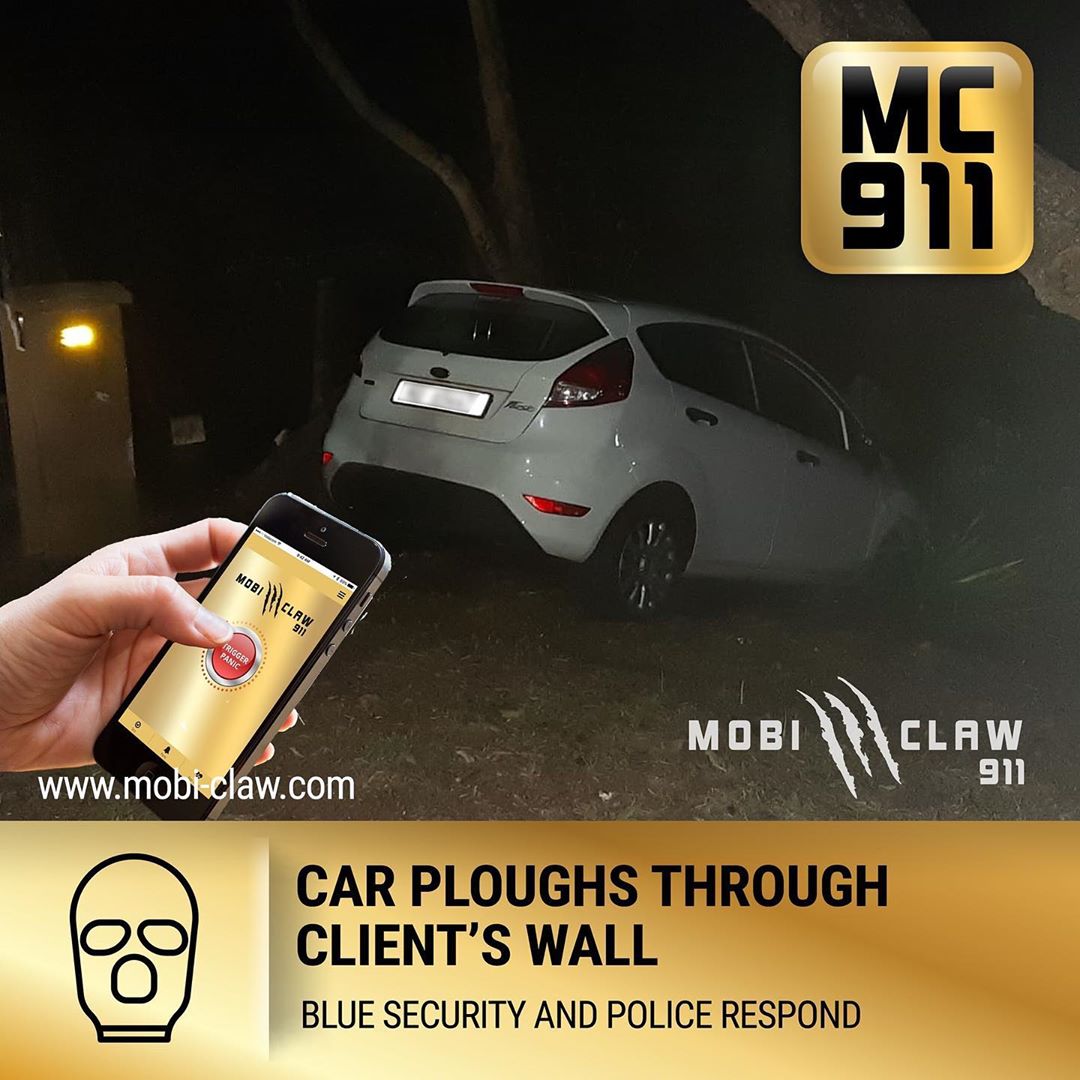 MC
911
MOBI CLAW
911
TRIGGER
PANIC
MOBI CLAW
911
www.mobi-claw.com
CAR PLOUGHS THROUGH
CLIENT'S WALL
BLUE SECURITY AND POLICE RESPOND